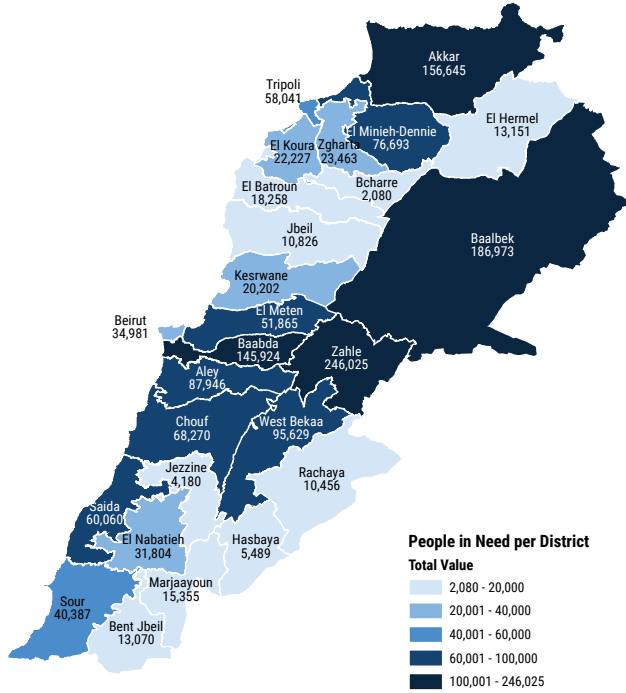 Akkar
156,645
Tripoli
58,041
El Hermel
13,151
El Minieh-Dennie
76,693
El Koura
22,227
Zgharta
23,463
El Batroun
18,258
Bcharre
2,080
Jbeil
10,826
Baalbek
186,973
Kesrwane
20,202
El Meten
51,865
Beirut
34,981
Baabda
145,924
Zahle
246,025
Aley
87,946
Chouf
68,270
West Bekaa
95,629
Jezzine
4,180
Rachaya
10,456
Saida
60,060
El Nabatieh
31,804
Hasbaya
5,489
Marjaayoun
15,355
Sour
40,387
Bent Jbeil
13,070
People in Need per District
Total Value
2,080 - 20,000
20,001 - 40,000
40,001 - 60,000
60,001 - 100,000
100,001 - 246,025